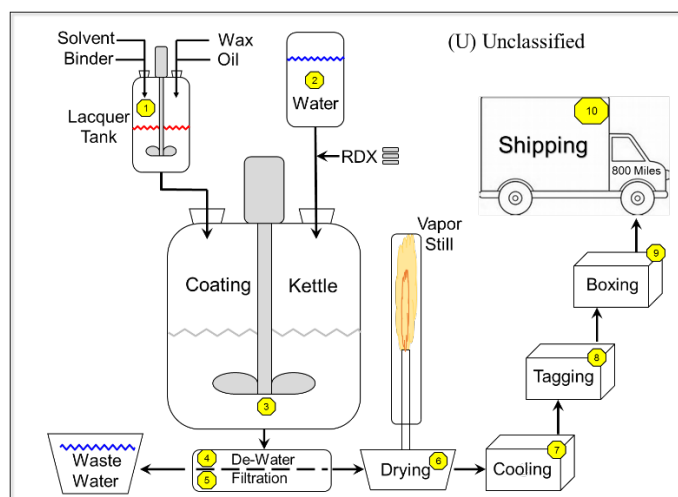 (U) Unclassified
Solvent
Binder
Wax
Oil
1
Lacquer
Tank
2
Water
RDX
10
Shipping
800 Miles
Vapor
Still
Coating
Kettle
3
9
Boxing
8
Tagging
7
Cooling
6
Drying
4
De-Water
5
Filtration
Waste
Water